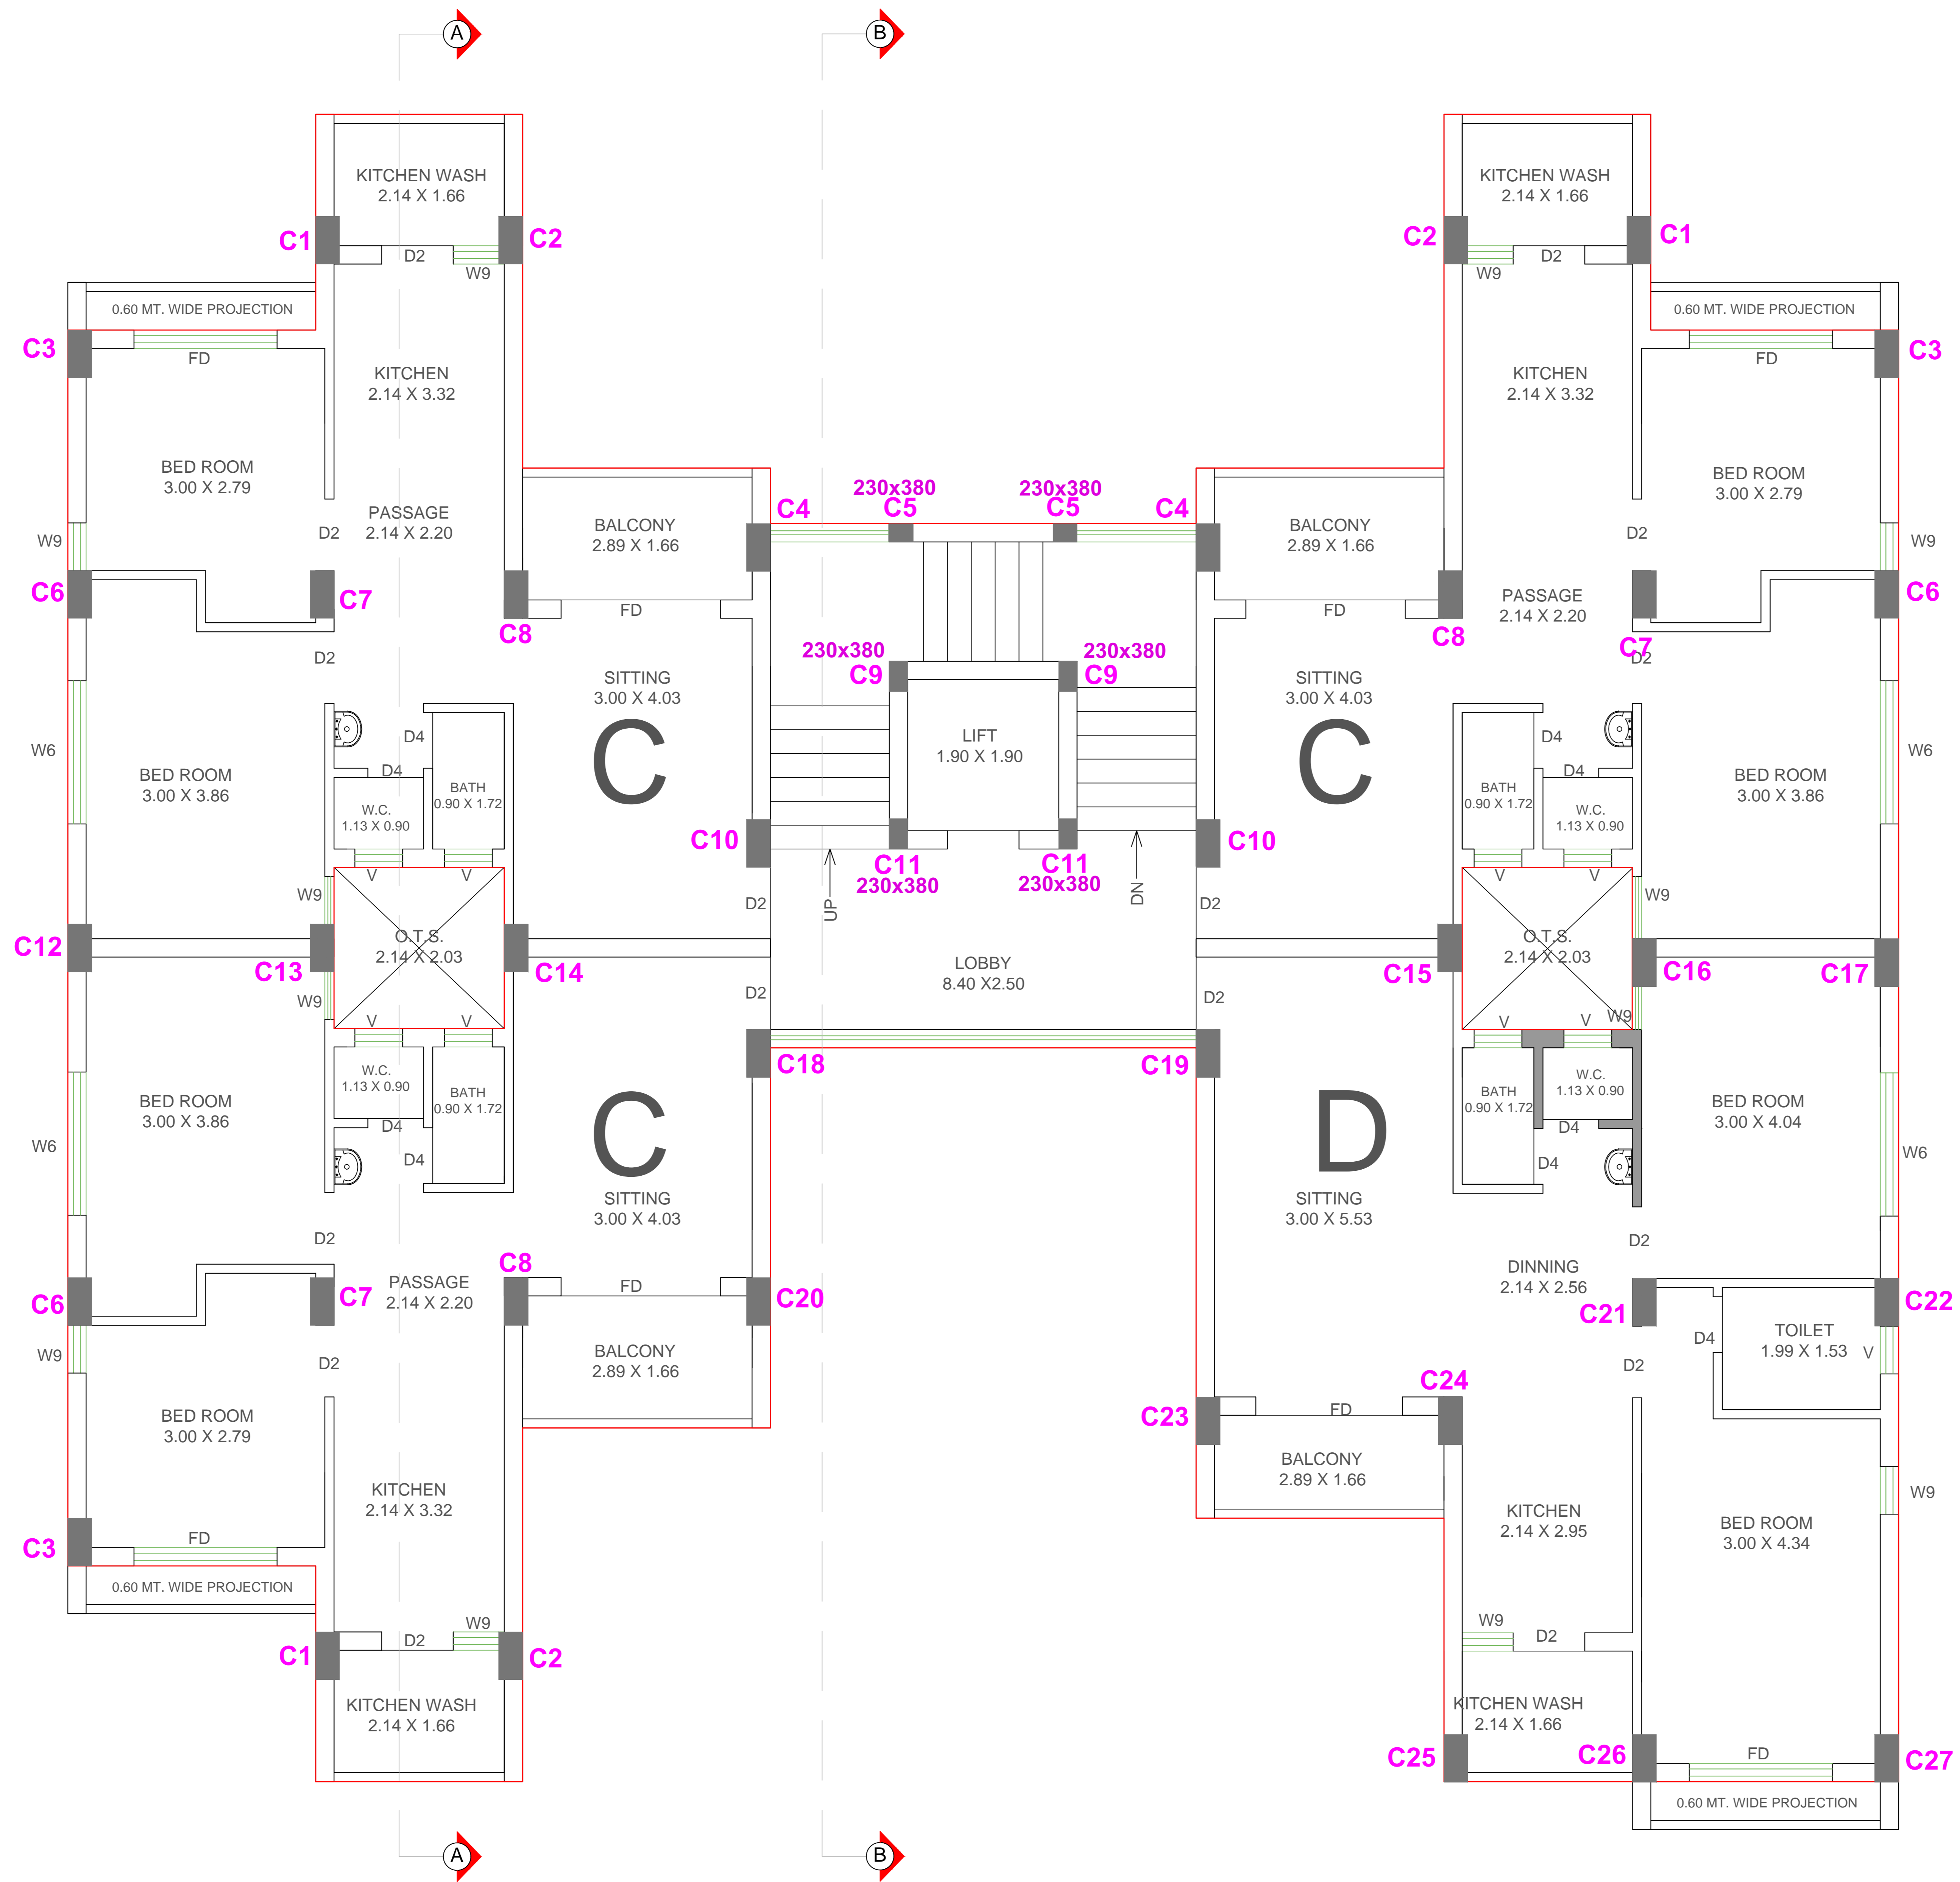 A
B
KITCHEN WASH
2.14 X 1.66
KITCHEN WASH
2.14 X 1.66
C1
C2
C2
C1
D2
W9
W9
D2
0.60 MT. WIDE PROJECTION
0.60 MT. WIDE PROJECTION
C3
FD
FD
C3
KITCHEN
2.14 X 3.32
KITCHEN
2.14 X 3.32
BED ROOM
3.00 X 2.79
BED ROOM
3.00 X 2.79
230x380
230x380
C4
C5
C5
C4
PASSAGE
2.14 X 2.20
BALCONY
2.89 X 1.66
BALCONY
2.89 X 1.66
W9
D2
D2
W9
C6
C7
C8
FD
FD
C8
PASSAGE
2.14 X 2.20
C7
C6
D2
D2
230x380
230x380
C9
C9
SITTING
3.00 X 4.03
SITTING
3.00 X 4.03
C
C
LIFT
1.90 X 1.90
W6
D4
D4
W6
BED ROOM
3.00 X 3.86
D4
D4
BED ROOM
3.00 X 3.86
BATH
0.90 X 1.72
BATH
0.90 X 1.72
W.C.
1.13 X 0.90
W.C.
1.13 X 0.90
C10
C11
C11
C10
230x380
230x380
V
V
V
V
W9
D2
UP
DN
D2
W9
C12
C13
O.T.S.
2.14 X 2.03
C14
LOBBY
8.40 X2.50
C15
O.T.S.
2.14 X 2.03
C16
C17
W9
D2
D2
W9
V
V
V
V
C18
C19
W.C.
1.13 X 0.90
BATH
0.90 X 1.72
BATH
0.90 X 1.72
W.C.
1.13 X 0.90
BED ROOM
3.00 X 3.86
BED ROOM
3.00 X 4.04
C
D
W6
D4
D4
D4
D4
W6
SITTING
3.00 X 4.03
SITTING
3.00 X 5.53
D2
D2
C8
DINNING
2.14 X 2.56
C6
C7
PASSAGE
2.14 X 2.20
FD
C20
C21
C22
W9
D2
BALCONY
2.89 X 1.66
D2
D4
TOILET
1.99 X 1.53
V
C24
BED ROOM
3.00 X 2.79
C23
FD
BALCONY
2.89 X 1.66
KITCHEN
2.14 X 3.32
KITCHEN
2.14 X 2.95
W9
BED ROOM
3.00 X 4.34
C3
FD
0.60 MT. WIDE PROJECTION
W9
W9
D2
D2
C1
C2
KITCHEN WASH
2.14 X 1.66
KITCHEN WASH
2.14 X 1.66
C25
C26
FD
C27
0.60 MT. WIDE PROJECTION
A
B